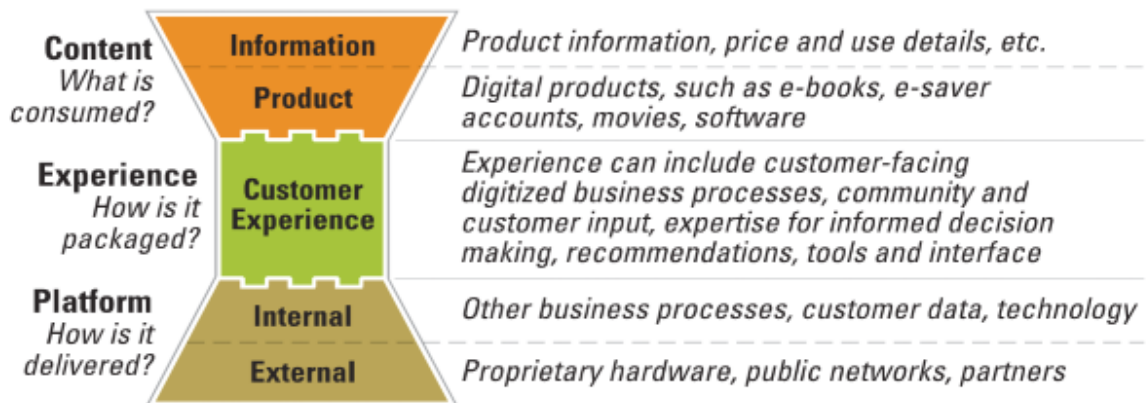 Content
What is
consumed?
Information
Product information, price and use details, etc.
Product
Digital products, such as e-books, e-saver
accounts, movies, software
Experience
How is it
packaged?
Customer
Experience
Experience can include customer-facing
digitized business processes, community and
customer input, expertise for informed decision
making, recommendations, tools and interface
Platform
How is it
delivered?
Internal
Other business processes, customer data, technology
External
Proprietary hardware, public networks, partners